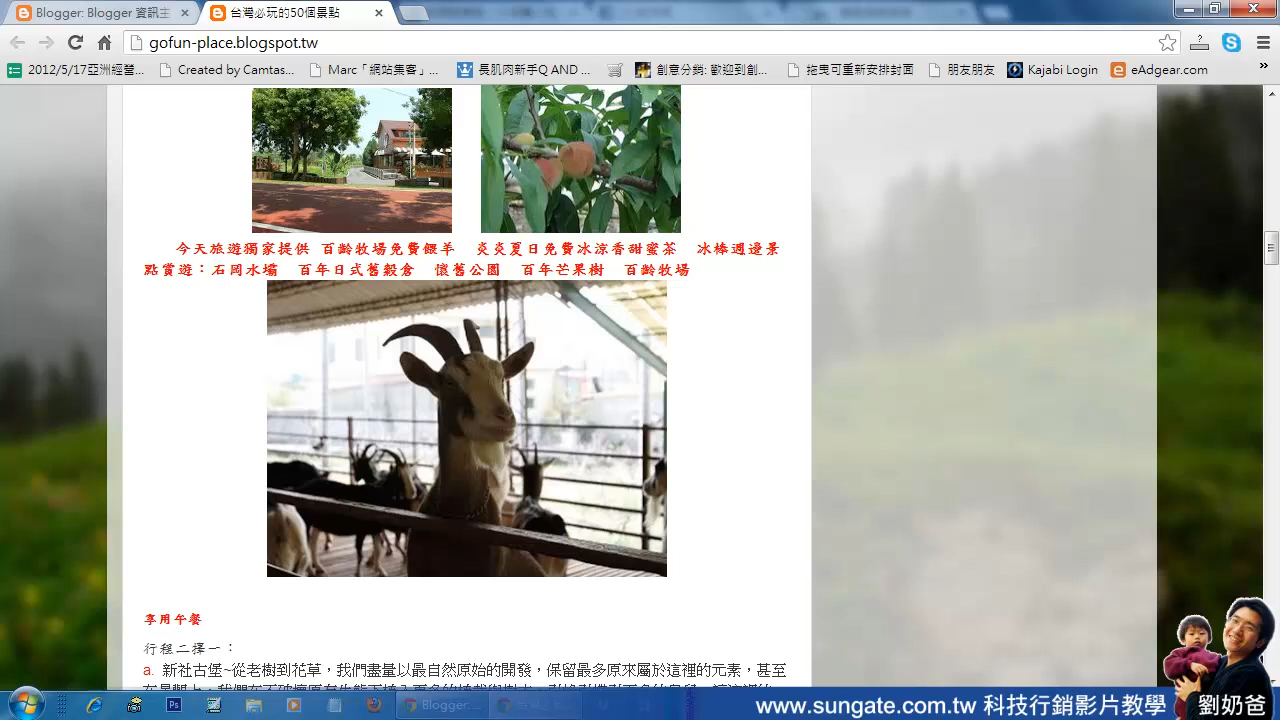 Blogger: Blogger 資訊主
台灣必玩的50個景點
gofun-place.blogspot.tw
2012/5/17亞洲經營...
Created by Camtas...
Marc「網站集客」...
長肌肉新手Q AND...
創意分銷: 歡迎到創...
拖曳可重新安排封面
朋友朋友
Kajabi Login
eAdgear.com
今天旅遊獨家提供 百齡牧場免費餵羊 炎炎夏日免費冰涼香甜蜜茶 冰棒週邊景
點賞遊：石岡水壩 百年日式舊穀倉 懷舊公園 百年芒果樹 百齡牧場
享用午餐
行程二擇一：
a. 新社古堡~從老樹到花草，我們盡量以最自然原始的開發，保留最多原來屬於這裡的元素，甚至
Blogger:
www.sungate.com.tw 科技行銷影片教學
劉奶爸